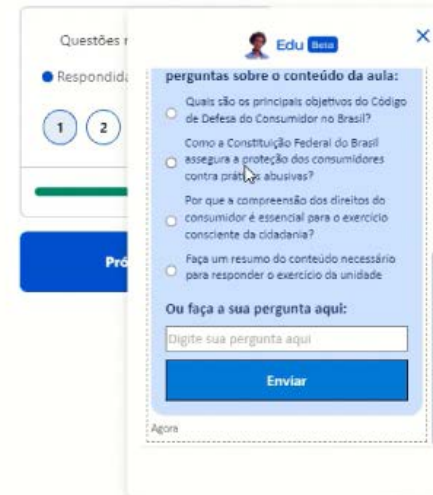 Questões r
Respondida
1 2
Pró
Edu Beta
×
perguntas sobre o conteúdo da aula:
Quais são os principais objetivos do Código
de Defesa do Consumidor no Brasil?
Como a Constituição Federal do Brasil
assegura a proteção dos consumidores
contra práticas abusivas?
Por que a compreensão dos direitos do
consumidor é essencial para o exercício
consciente da cidadania?
Faça um resumo do conteúdo necessário
para responder o exercício da unidade
Ou faça a sua pergunta aqui:
Digite sua pergunta aqui
Enviar
Agora